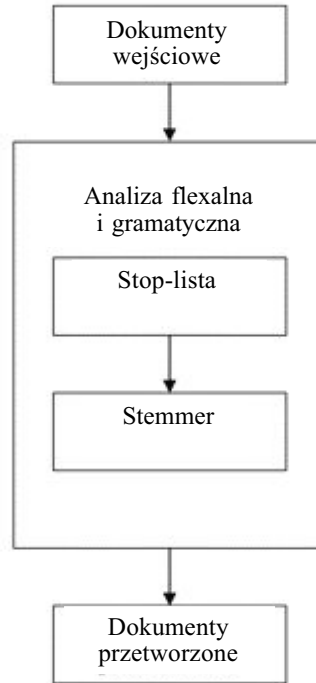 Dokumenty
wejściowe
Analiza flexalna
i gramatyczna
Stop-lista
Stemmer
Dokumenty
przetworzone